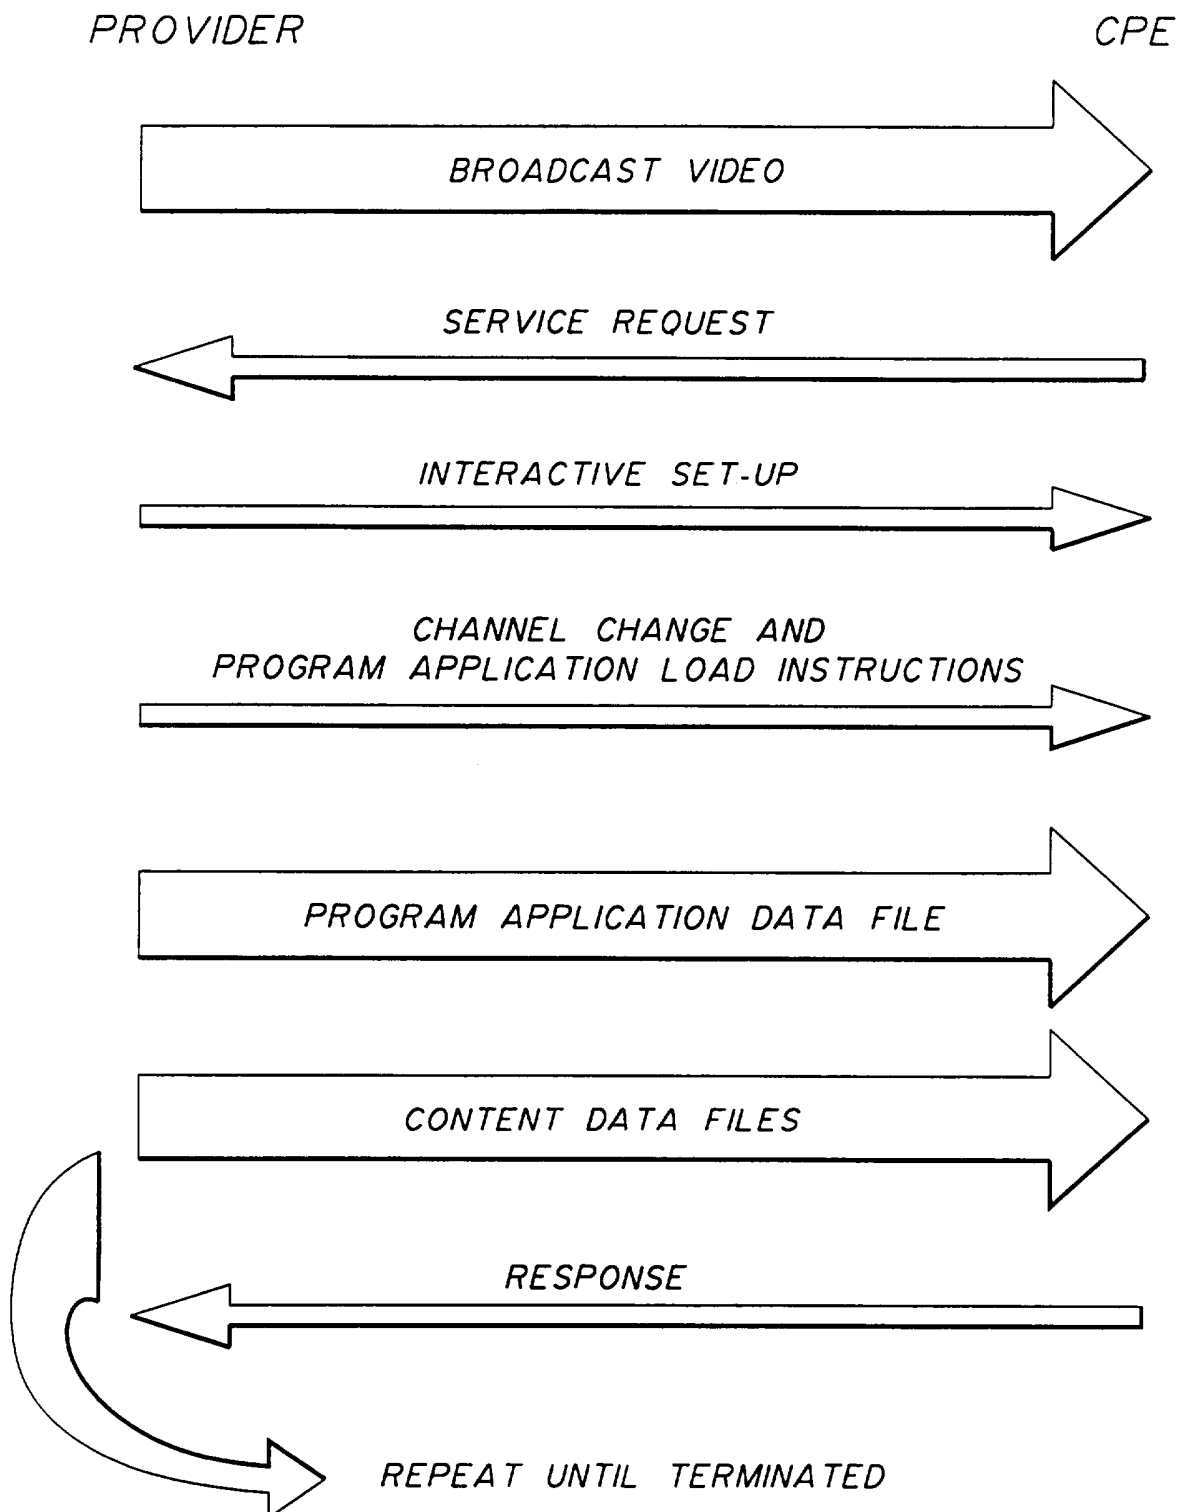 PROVIDER
CPE
BROADCAST VIDEO
SERVICE REQUEST
INTERACTIVE SET-UP
CHANNEL CHANGE AND
PROGRAM APPLICATION LOAD INSTRUCTIONS
PROGRAM APPLICATION DATA FILE
CONTENT DATA FILES
RESPONSE
REPEAT UNTIL TERMINATED